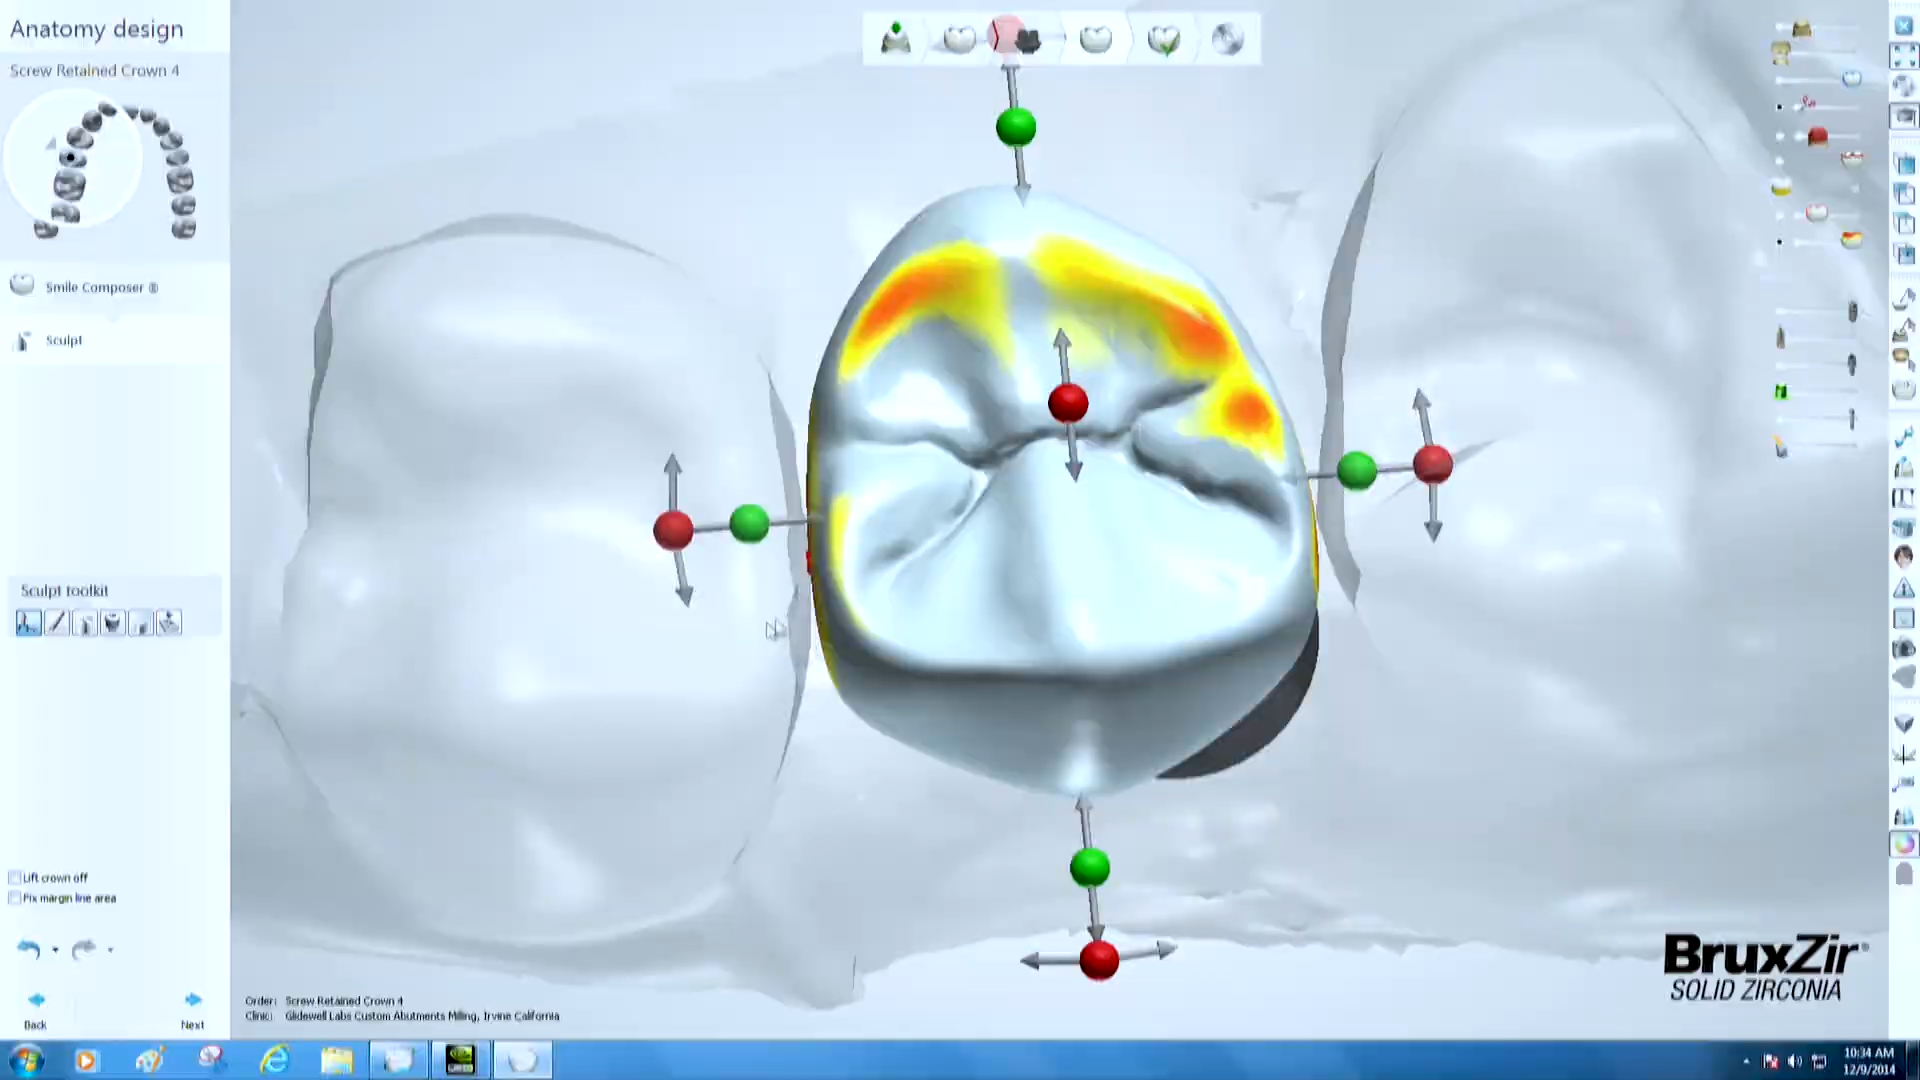 Anatomy design
Screw Retained Crown 4
Smile Composer ®
Sculpt
Sculpt toolkit
Lift crown off
Fix margin line area
Back
Next
Order: Screw Retained Crown 4
Clinic: Glidewell Labs Custom Abutments Milling, Irvine California
BruxZir®
SOLID ZIRCONIA
10:34 AM
12/9/2014